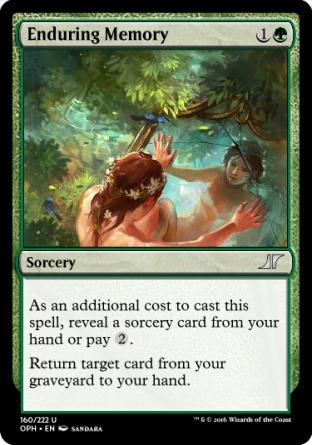 Enduring Memory 1
Sorcery
As an additional cost to cast this
spell, reveal a sorcery card from your
hand or pay 2.
Return target card from your
graveyard to your hand.
160/222 U
OPH • EN SANDARA
™ & © 2016 Wizards of the Coast